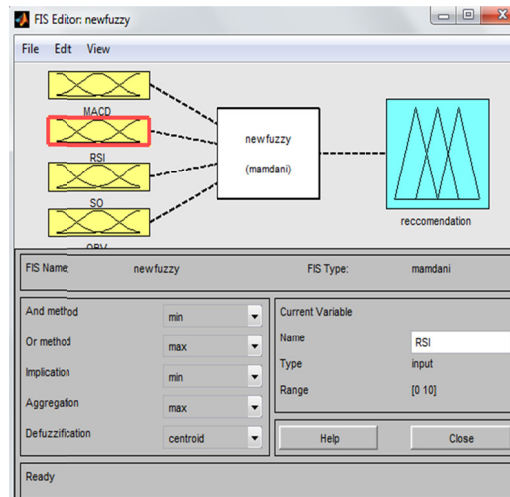 FIS Editor: newfuzzy
File Edt View
MACD
newfuzzy
RSI
(mamdani)
SO
reccomendation
OBV
FIS Name: newfuzzy FIS Type: mamdani
And method min Current Variable
Or method max Name RSI
Implication min Type input
Aggregation max Range [0 10]
Defuzzification centroid Help Close
Ready